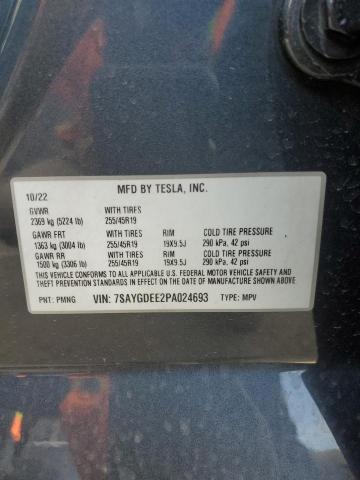 MFD BY TESLA, INC.
10/22
GVWR WITH TIRES
2369 kg (5224 lb) 255/45R19
GAWR FRT WITH TIRES RIM COLD TIRE PRESSURE
1363 kg (3004 lb) 255/45R19 19X9.5J 290 kPa, 42 psi
GAWR RR WITH TIRES RIM COLD TIRE PRESSURE
1500 kg (3306 lb) 255/45R19 19X9.5J 290 kPa, 42 psi
THIS VEHICLE CONFORMS TO ALL APPLICABLE U.S. FEDERAL MOTOR VEHICLE SAFETY AND
THEFT PREVENTION STANDARDS IN EFFECT ON THE DATE OF MANUFACTURE SHOWN ABOVE.
PNT: PMNG VIN: 7SAYGDEE2PA024693 TYPE: MPV